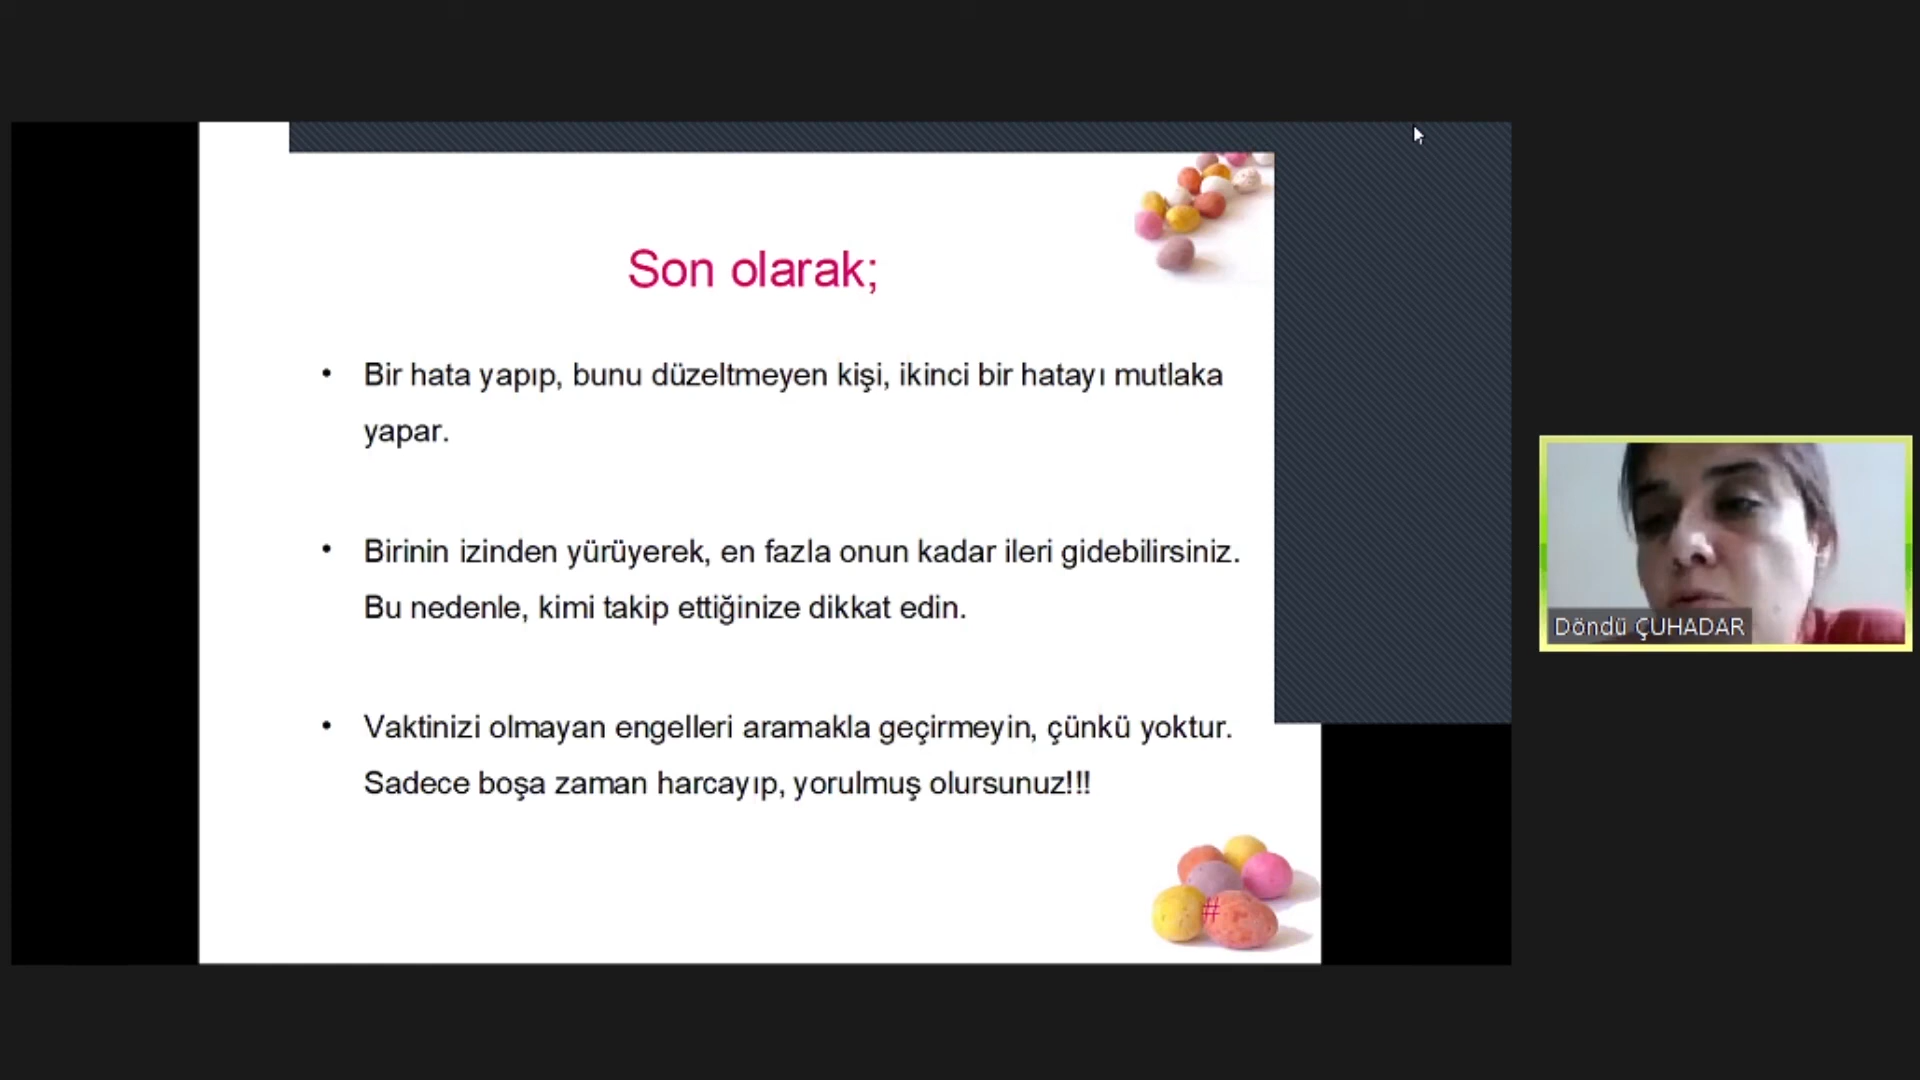 Son olarak;
• Bir hata yapıp, bunu düzeltmeyen kişi, ikinci bir hatayı mutlaka
yapar.
• Birinin izinden yürüyerek, en fazla onun kadar ileri gidebilirsiniz.
Bu nedenle, kimi takip ettiğinize dikkat edin.
• Vaktinizi olmayan engelleri aramakla geçirmeyin, çünkü yoktur.
Sadece boşa zaman harcayıp, yorulmuş olursunuz!!!
#
Döndü ÇUHADAR